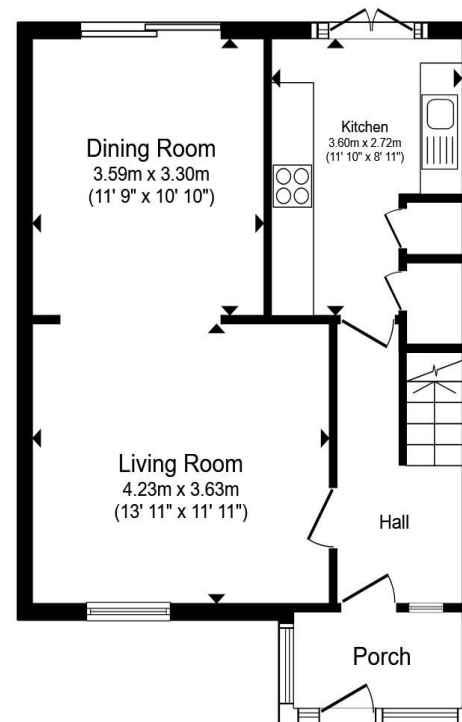 Dining Room
3.59m x 3.30m
(11' 9" x 10' 10")
Kitchen
3.60m x 2.72m
(11' 10" x 8' 11")
Living Room
4.23m x 3.63m
(13' 11" x 11' 11")
Hall
Porch